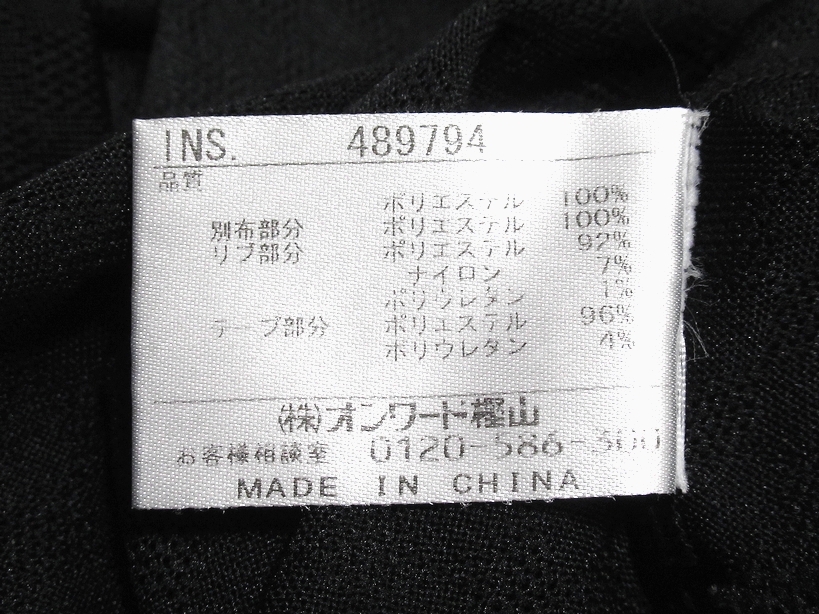 INS. 489794
品質
ポリエステル 100%
別布部分 ポリエステル 100%
リブ部分 ポリエステル 92%
ナイロン 7%
ポリウレタン 1%
テープ部分 ポリエステル 96%
ポリウレタン 4%
(株)オンワード樫山
お客様相談室 0120-586-300
MADE IN CHINA